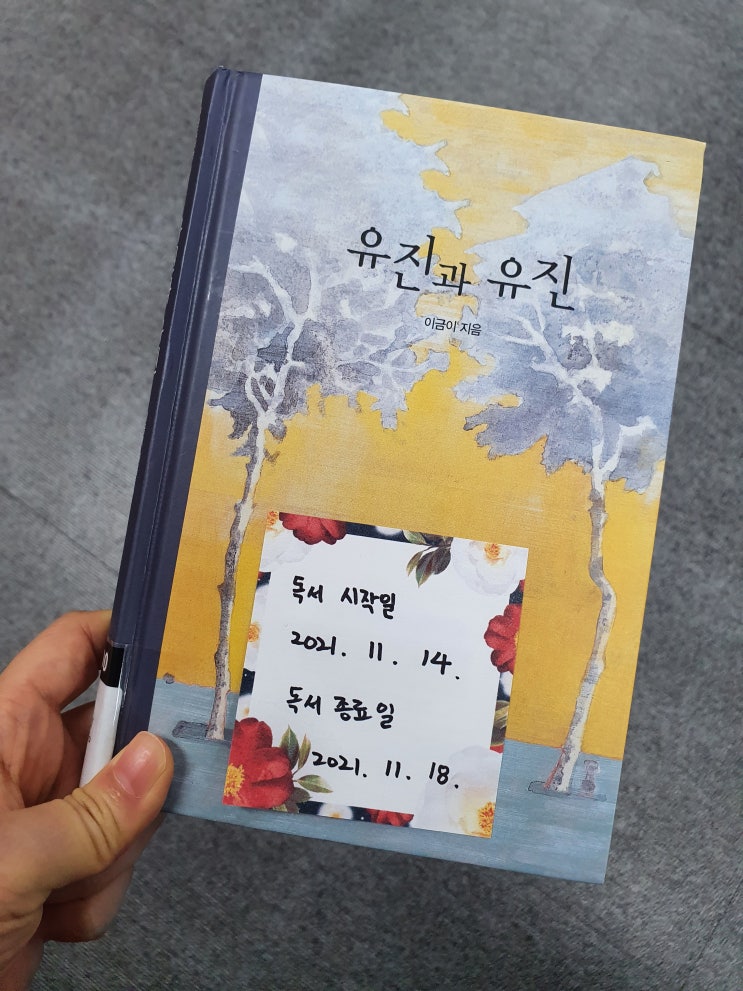 유진과 유진
이금이 지음
독서 시작일
2021. 11. 14.
독서 종료일
2021. 11. 18.